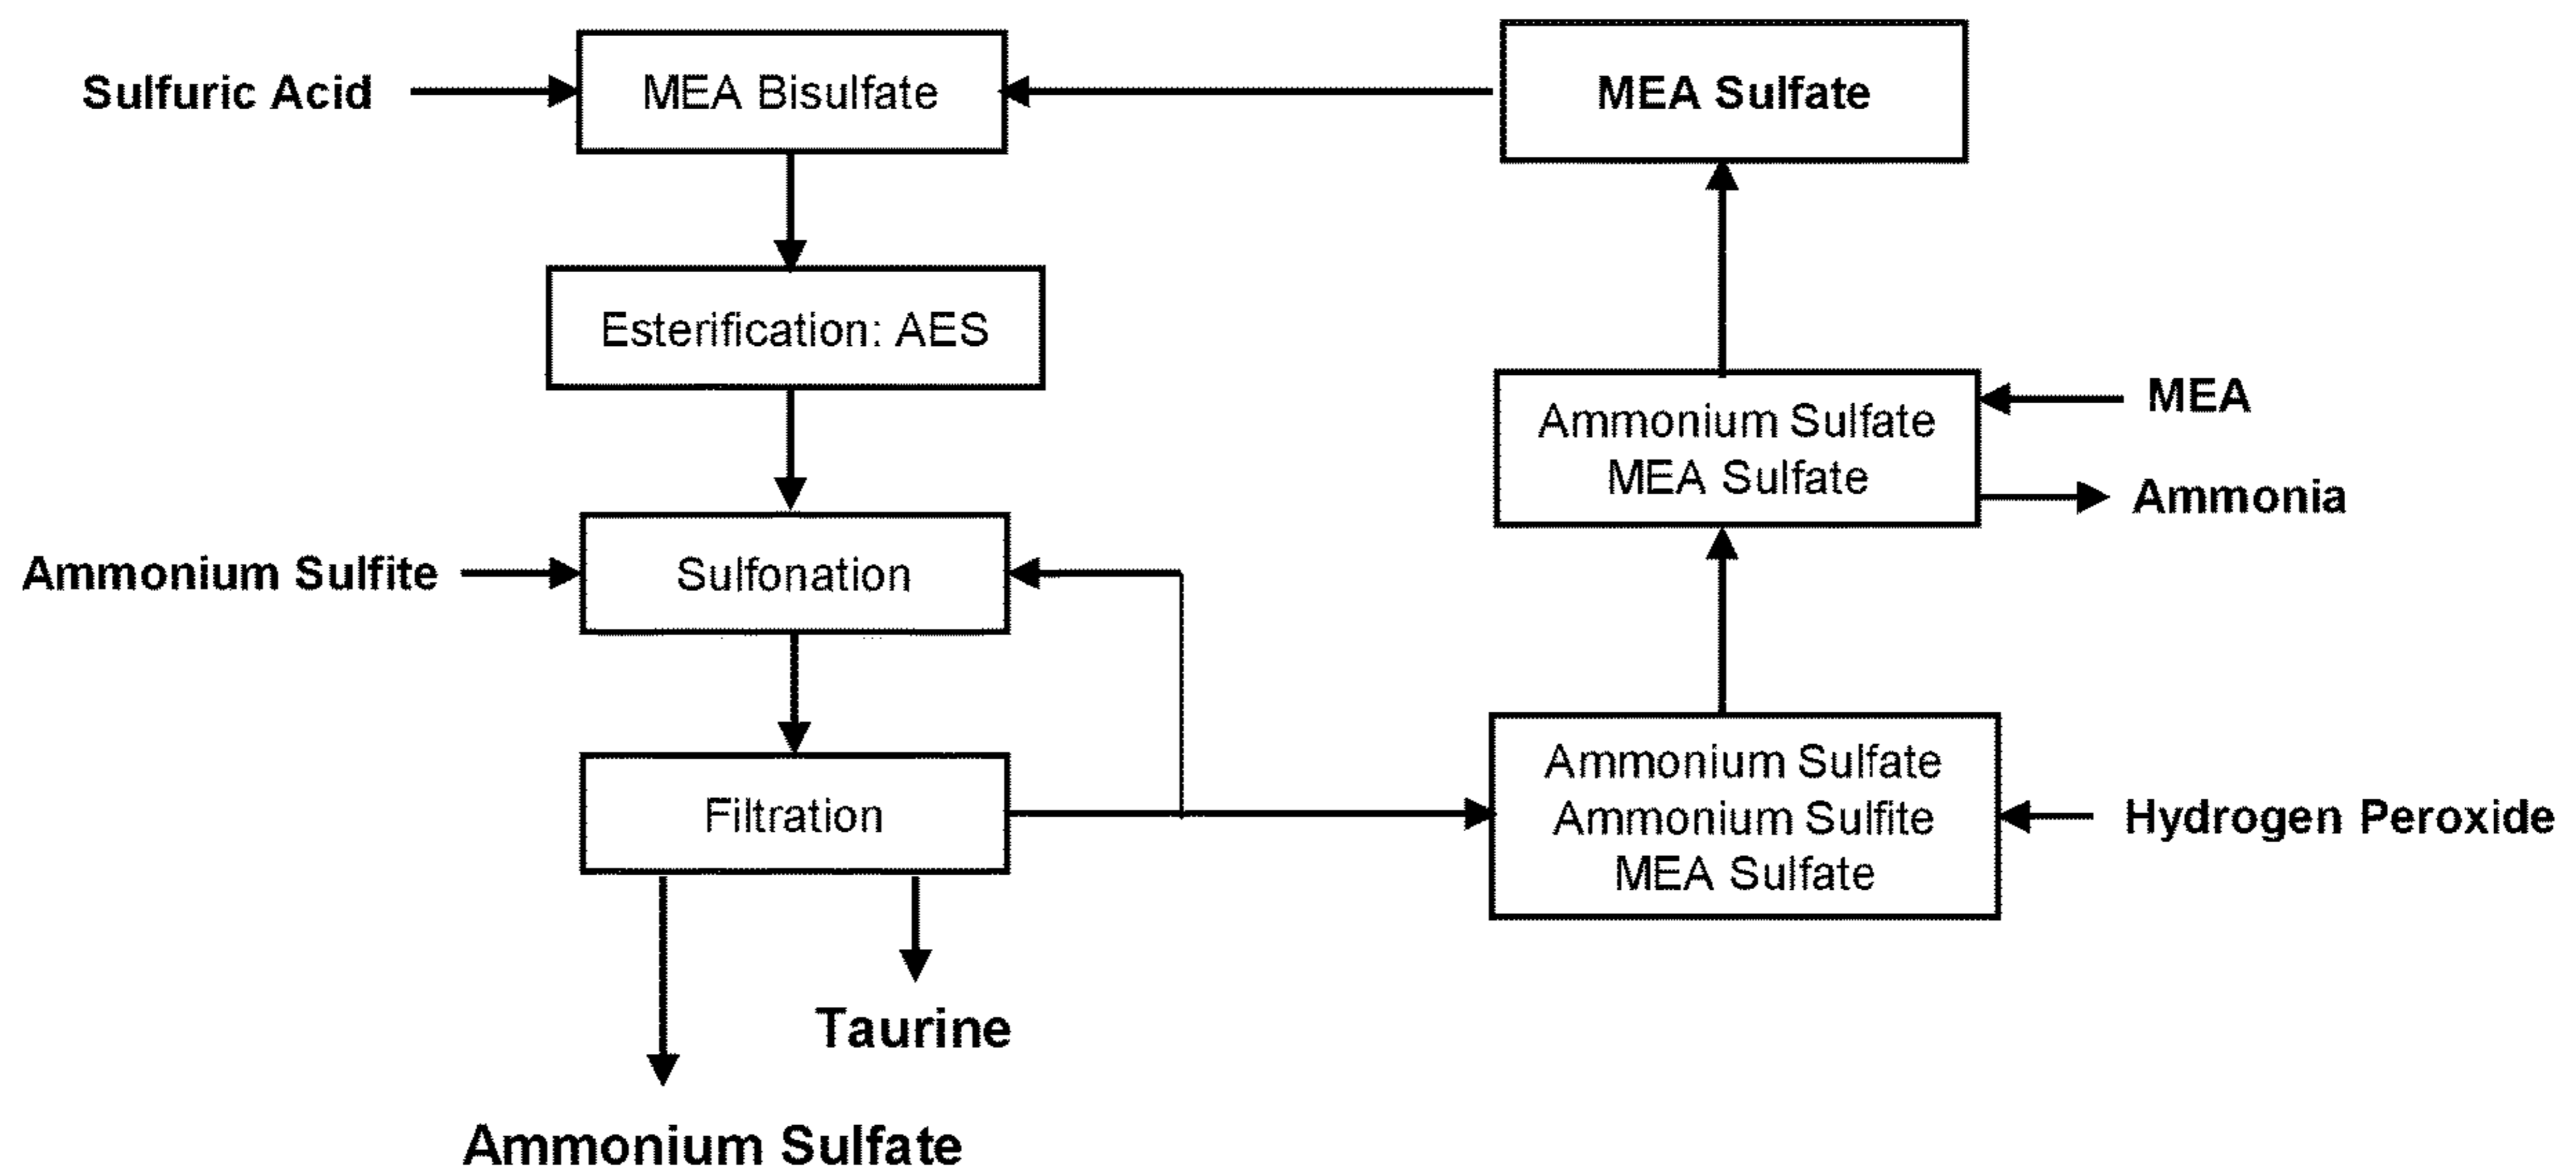 Sulfuric Acid
MEA Bisulfate
MEA Sulfate
Esterification: AES
Ammonium Sulfate
MEA Sulfate
MEA
Ammonia
Ammonium Sulfite
Sulfonation
Filtration
Ammonium Sulfate
Ammonium Sulfite
MEA Sulfate
Hydrogen Peroxide
Taurine
Ammonium Sulfate